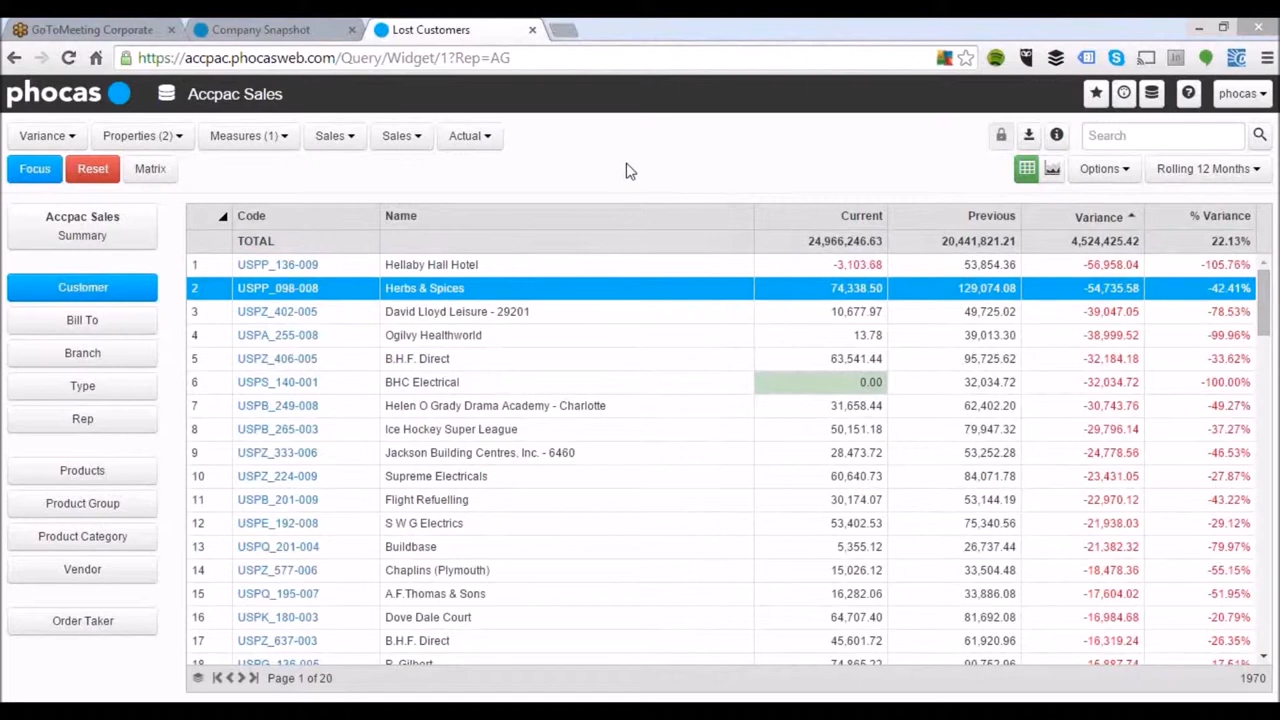 GoToMeeting Corporate
Company Snapshot
Lost Customers
https://accpac.phocasweb.com/Query/Widget/1?Rep=AG
phocas Accpac Sales phocas
Variance Properties (2) Measures (1) Sales Sales Actual Search
Focus Reset Matrix Options Rolling 12 Months
Accpac Sales
Summary
Customer
Bill To
Branch
Type
Rep
Products
Product Group
Product Category
Vendor
Order Taker
Code Name Current Previous Variance % Variance
TOTAL 24,966,246.63 20,441,821.21 4,524,425.42 22.13%
1 USPP_136-009 Hellaby Hall Hotel -3,103.68 53,854.36 -56,958.04 -105.76%
2 USPP_098-008 Herbs & Spices 74,338.50 129,074.08 -54,735.58 -42.41%
3 USPZ_402-005 David Lloyd Leisure - 29201 10,677.97 49,725.02 -39,047.05 -78.53%
4 USPA_255-008 Ogilvy Healthworld 13.78 39,013.30 -38,999.52 -99.96%
5 USPZ_406-005 B.H.F. Direct 63,541.44 95,725.62 -32,184.18 -33.62%
6 USPS_140-001 BHC Electrical 0.00 32,034.72 -32,034.72 -100.00%
7 USPB_249-008 Helen O Grady Drama Academy - Charlotte 31,658.44 62,402.20 -30,743.76 -49.27%
8 USPB_265-003 Ice Hockey Super League 50,151.18 79,947.32 -29,796.14 -37.27%
9 USPZ_333-006 Jackson Building Centres, Inc. - 6460 28,473.72 53,252.28 -24,778.56 -46.53%
10 USPZ_224-009 Supreme Electricals 60,640.73 84,071.78 -23,431.05 -27.87%
11 USPB_201-009 Flight Refuelling 30,174.07 53,144.19 -22,970.12 -43.22%
12 USPE_192-008 S W G Electrics 53,402.53 75,340.56 -21,938.03 -29.12%
13 USPQ_201-004 Buildbase 5,355.12 26,737.44 -21,382.32 -79.97%
14 USPZ_577-006 Chaplins (Plymouth) 15,026.12 33,504.48 -18,478.36 -55.15%
15 USPQ_195-007 A.F.Thomas & Sons 16,282.06 33,886.08 -17,604.02 -51.95%
16 USPK_180-003 Dove Dale Court 64,707.40 81,692.08 -16,984.68 -20.79%
17 USPZ_637-003 B.H.F. Direct 45,601.72 61,920.96 -16,319.24 -26.35%
18 USPG_136-005 R. Gilbert
Page 1 of 20 1970